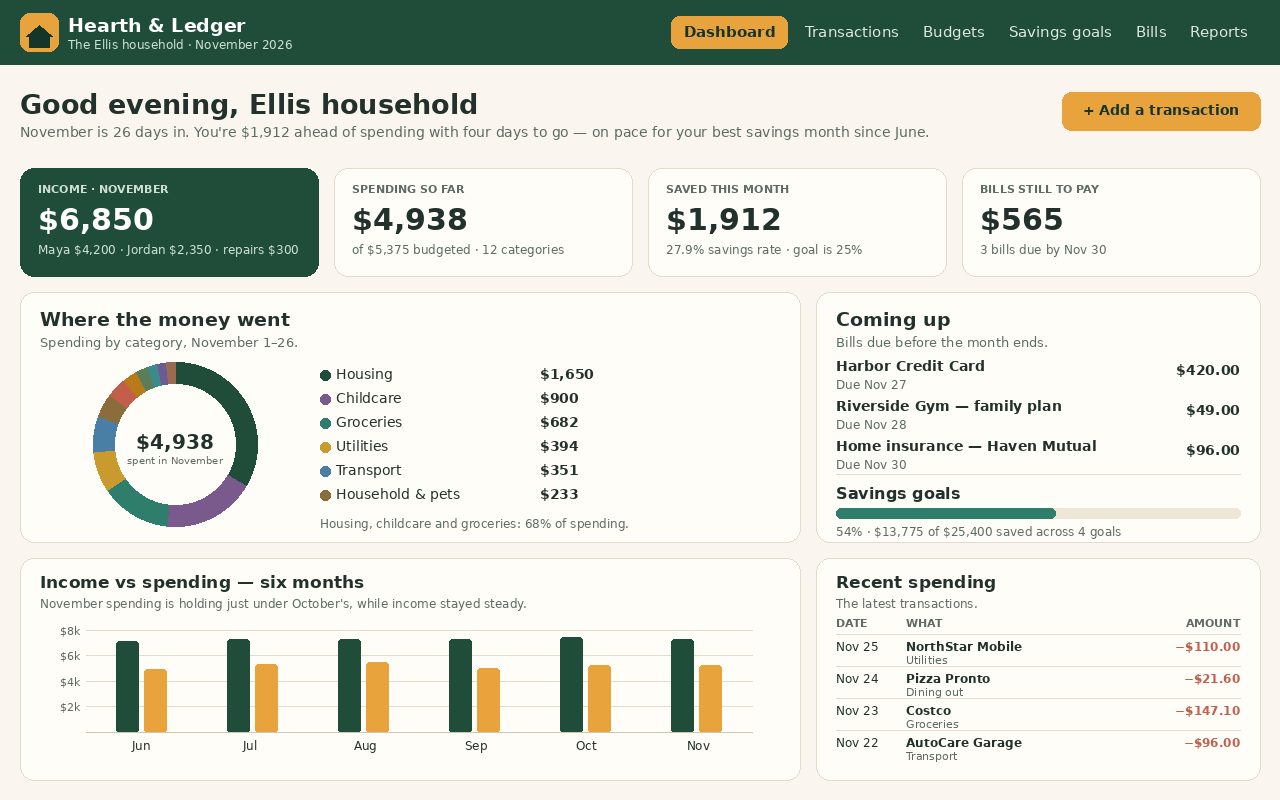 Hearth & Ledger
The Ellis household · November 2026
Dashboard
Transactions
Budgets
Savings goals
Bills
Reports
Good evening, Ellis household
November is 26 days in. You're $1,912 ahead of spending with four days to go — on pace for your best savings month since June.
+ Add a transaction
INCOME · NOVEMBER
$6,850
Maya $4,200 · Jordan $2,350 · repairs $300
SPENDING SO FAR
$4,938
of $5,375 budgeted · 12 categories
SAVED THIS MONTH
$1,912
27.9% savings rate · goal is 25%
BILLS STILL TO PAY
$565
3 bills due by Nov 30
Where the money went
Spending by category, November 1–26.
$4,938
spent in November
Housing $1,650
Childcare $900
Groceries $682
Utilities $394
Transport $351
Household & pets $233
Housing, childcare and groceries: 68% of spending.
Coming up
Bills due before the month ends.
Harbor Credit Card $420.00
Due Nov 27
Riverside Gym — family plan $49.00
Due Nov 28
Home insurance — Haven Mutual $96.00
Due Nov 30
Savings goals
54% · $13,775 of $25,400 saved across 4 goals
Income vs spending — six months
November spending is holding just under October's, while income stayed steady.
$8k
$6k
$4k
$2k
Jun Jul Aug Sep Oct Nov
Recent spending
The latest transactions.
DATE WHAT AMOUNT
Nov 25 NorthStar Mobile −$110.00
Utilities
Nov 24 Pizza Pronto −$21.60
Dining out
Nov 23 Costco −$147.10
Groceries
Nov 22 AutoCare Garage −$96.00
Transport